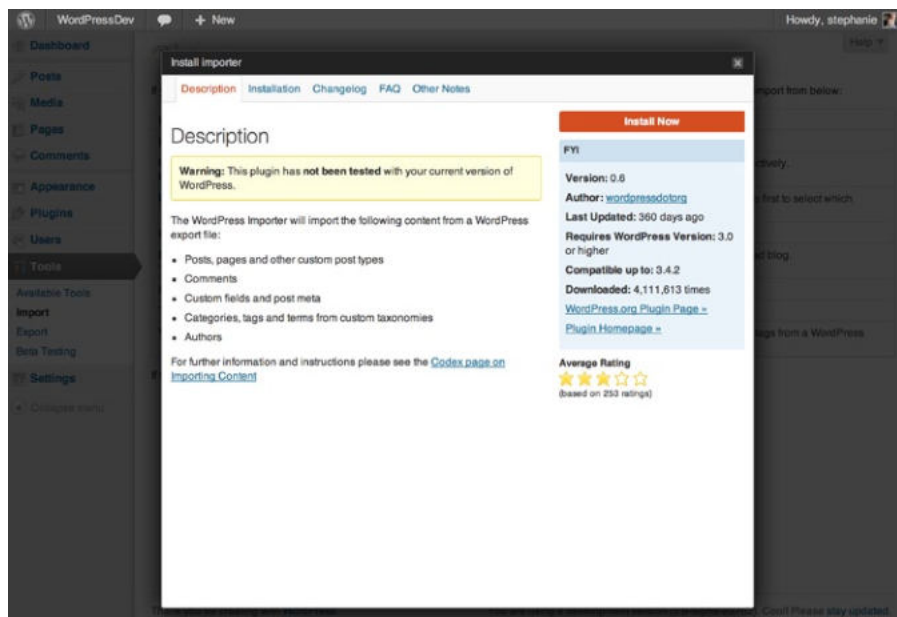 WordPressDev
+ New
Howdy, stephanie
Dashboard
Help
Install importer
Posts
Description Installation Changelog FAQ Other Notes
import from below:
Media
Pages
Install Now
Description
Comments
FYI
Warning: This plugin has not been tested with your current version of
WordPress.
Appearance
Version: 0.6
first to select which.
Plugins
Author: wordpressdotorg
Users
The WordPress Importer will import the following content from a WordPress
export file:
Last Updated: 360 days ago
Requires WordPress Version: 3.0
or higher
Tools
Posts, pages and other custom post types
blog.
Compatible up to: 3.4.2
Available Tools
Comments
Downloaded: 4,111,613 times
Import
Custom fields and post meta
WordPress.org Plugin Page »
Export
Categories, tags and terms from custom taxonomies
Plugin Homepage »
tags from a WordPress
Beta Testing
Authors
Settings
For further information and instructions please see the Codex page on
Importing Content
Average Rating
(based on 253 ratings)
Collapse menu
Cool! Please stay updated.